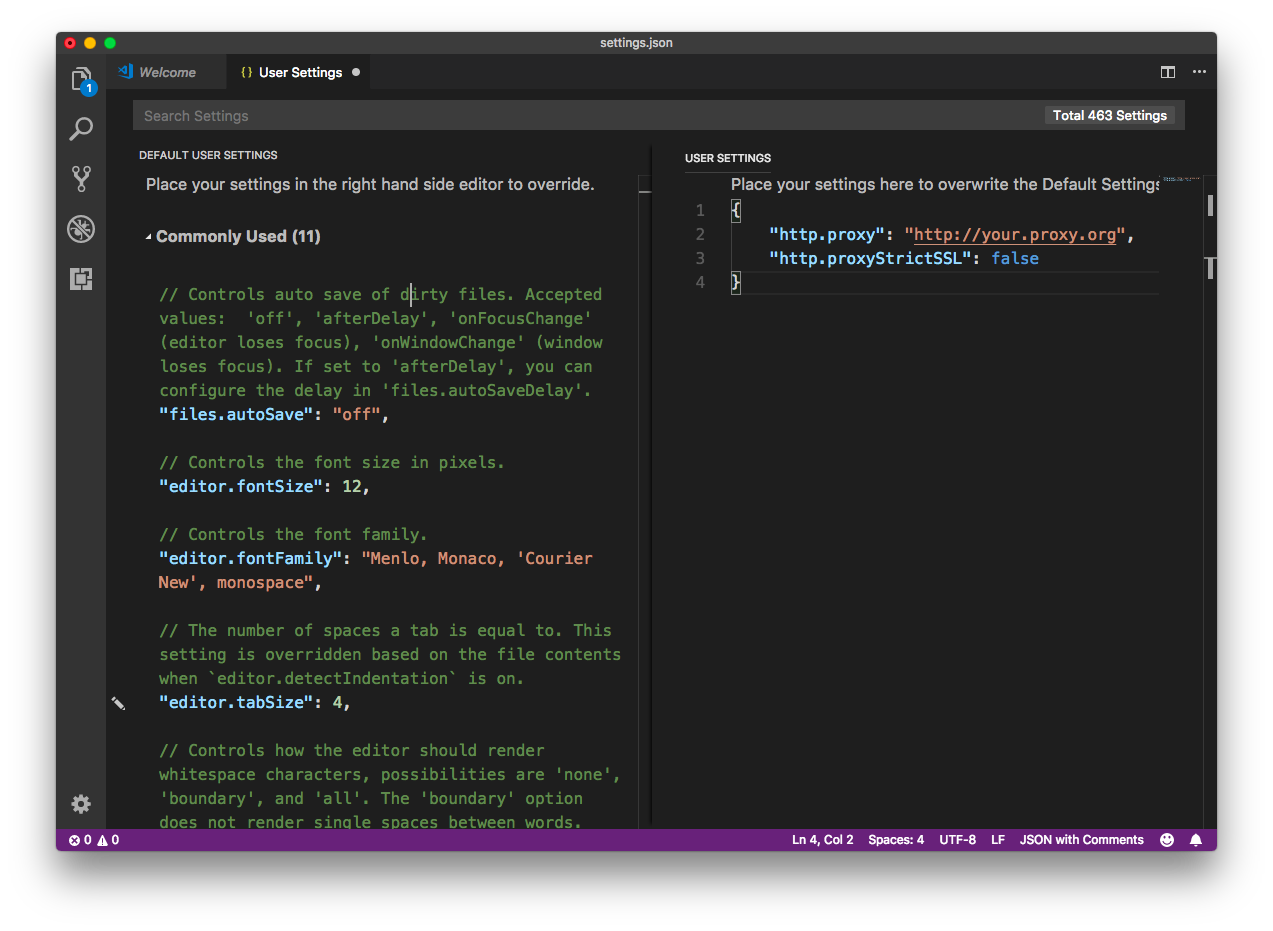 settings.json
1
Welcome
{} User Settings
Search Settings
Total 463 Settings
DEFAULT USER SETTINGS
Place your settings in the right hand side editor to override.
Commonly Used (11)
// Controls auto save of dirty files. Accepted
values:  'off', 'afterDelay', 'onFocusChange'
(editor loses focus), 'onWindowChange' (window
loses focus). If set to 'afterDelay', you can
configure the delay in 'files.autoSaveDelay'.
"files.autoSave": "off",
// Controls the font size in pixels.
"editor.fontSize": 12,
// Controls the font family.
"editor.fontFamily": "Menlo, Monaco, 'Courier
New', monospace",
// The number of spaces a tab is equal to. This
setting is overridden based on the file contents
when `editor.detectIndentation` is on.
"editor.tabSize": 4,
// Controls how the editor should render
whitespace characters, possibilities are 'none',
'boundary', and 'all'. The 'boundary' option
does not render single spaces between words.
USER SETTINGS
Place your settings here to overwrite the Default Settings
1 {
2 "http.proxy": "http://your.proxy.org",
3 "http.proxyStrictSSL": false
4 }
0 0
Ln 4, Col 2 Spaces: 4 UTF-8 LF JSON with Comments